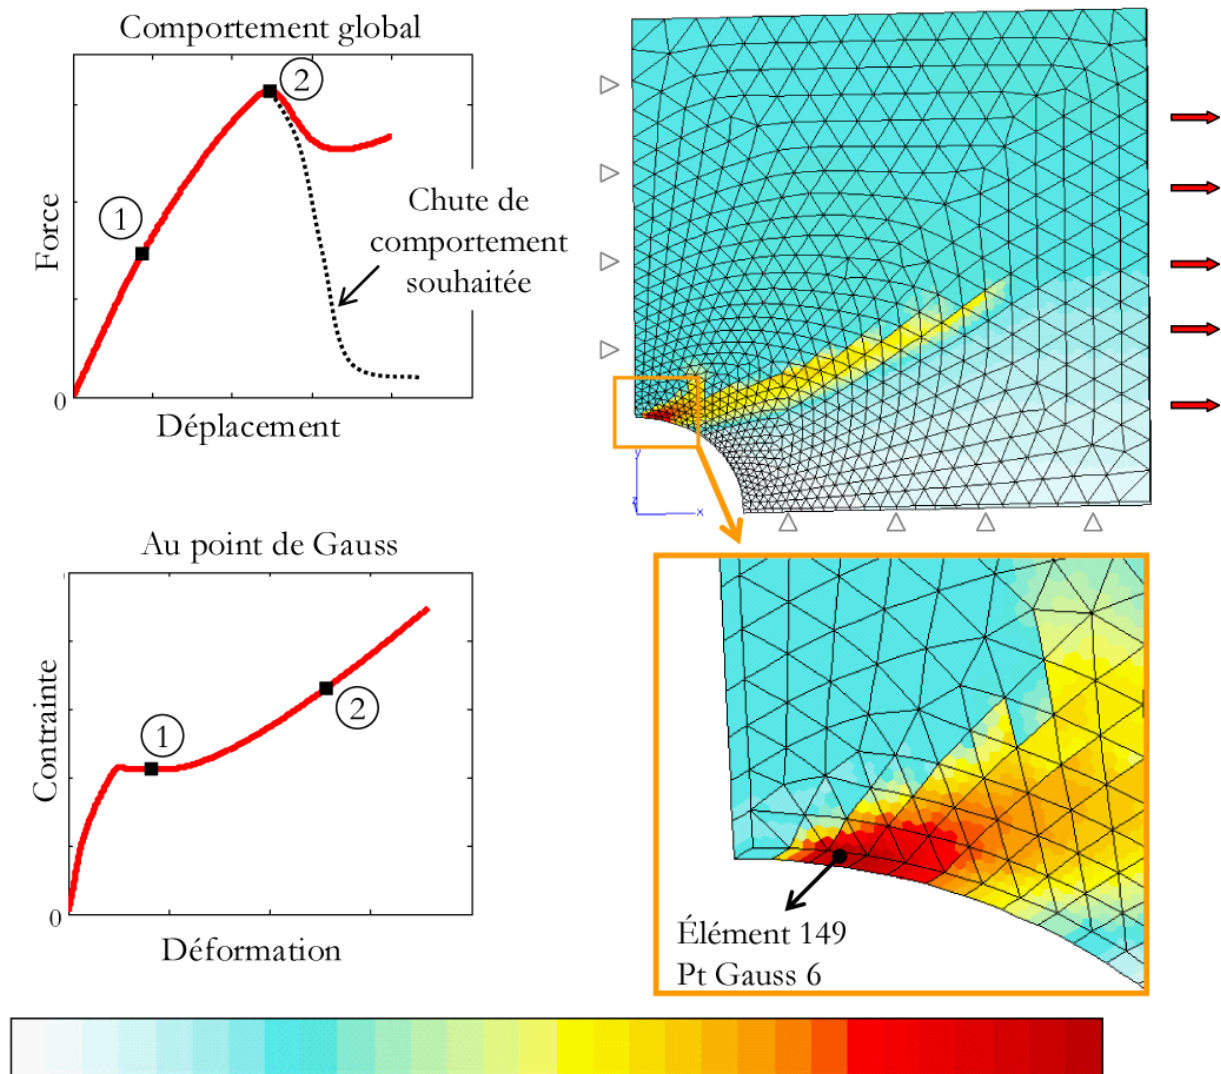 Comportement global
2
1
Force
Chute de
comportement
souhaitée
0
Déplacement
y
z
x
Au point de Gauss
1
2
Contrainte
0
Déformation
Élément 149
Pt Gauss 6